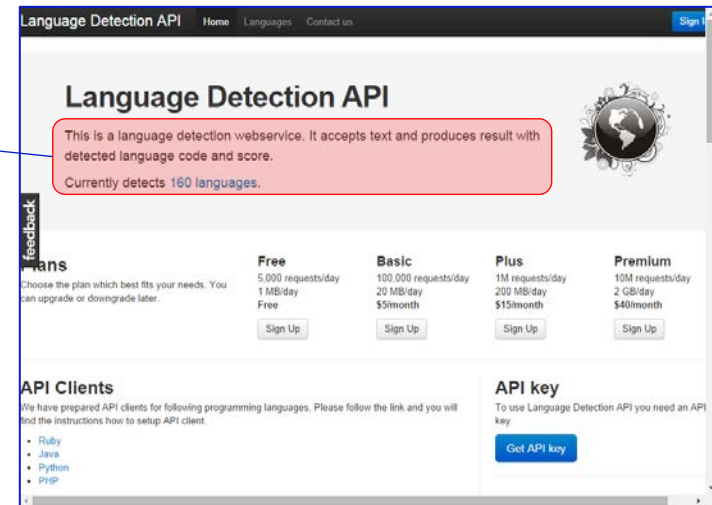 Language Detection API Home Languages Contact us Sign
Language Detection API
This is a language detection webservice. It accepts text and produces result with
detected language code and score.
Currently detects 160 languages.
feedback
Plans
Choose the plan which best fits your needs. You
can upgrade or downgrade later.
Free
5,000 requests/day
1 MB/day
Free
Sign Up
Basic
100,000 requests/day
20 MB/day
$5/month
Sign Up
Plus
1M requests/day
200 MB/day
$15/month
Sign Up
Premium
10M requests/day
2 GB/day
$40/month
Sign Up
API Clients
We have prepared API clients for following programming languages. Please follow the link and you will
find the instructions how to setup API client.
• Ruby
• Java
• Python
• PHP
API key
To use Language Detection API you need an API
key.
Get API key